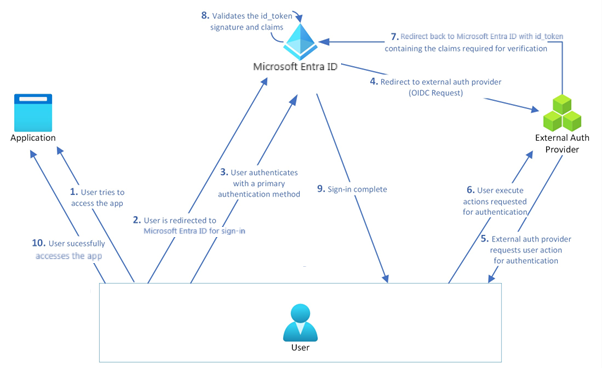 8. Validates the id_token
signature and claims
Microsoft Entra ID
7. Redirect back to Microsoft Entra ID with id_token
containing the claims required for verification
4. Redirect to external auth provider
(OIDC Request)
Application
External Auth
Provider
1. User tries to
access the app
3. User authenticates
with a primary
authentication method
9. Sign-in complete
6. User execute
actions requested
for authentication
2. User is redirected to
Microsoft Entra ID for sign-in
10. User sucessfully
accesses the app
5. External auth provider
requests user action
for authentication
User